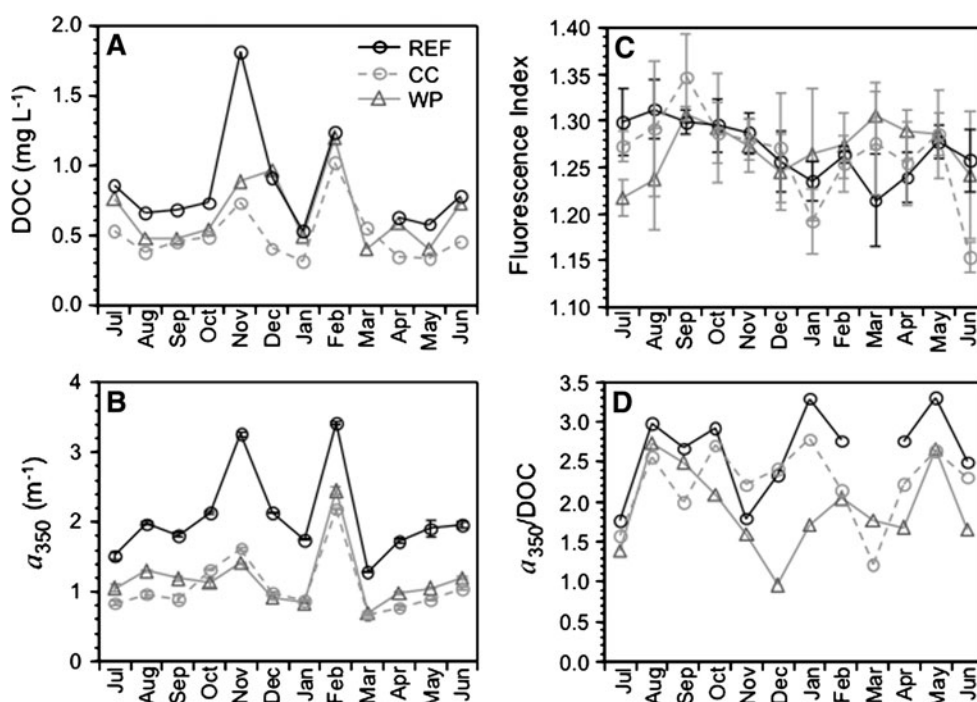 A
DOC (mg L⁻¹)
2.0
1.5
1.0
0.5
0.0
REF
CC
WP
Jul Aug Sep Oct Nov Dec Jan Feb Mar Apr May Jun
C
Fluorescence Index
1.40
1.35
1.30
1.25
1.20
1.15
1.10
Jul Aug Sep Oct Nov Dec Jan Feb Mar Apr May Jun
B
a₃₅₀ (m⁻¹)
4
3
2
1
0
Jul Aug Sep Oct Nov Dec Jan Feb Mar Apr May Jun
D
a₃₅₀/DOC
3.5
3.0
2.5
2.0
1.5
1.0
0.5
0.0
Jul Aug Sep Oct Nov Dec Jan Feb Mar Apr May Jun